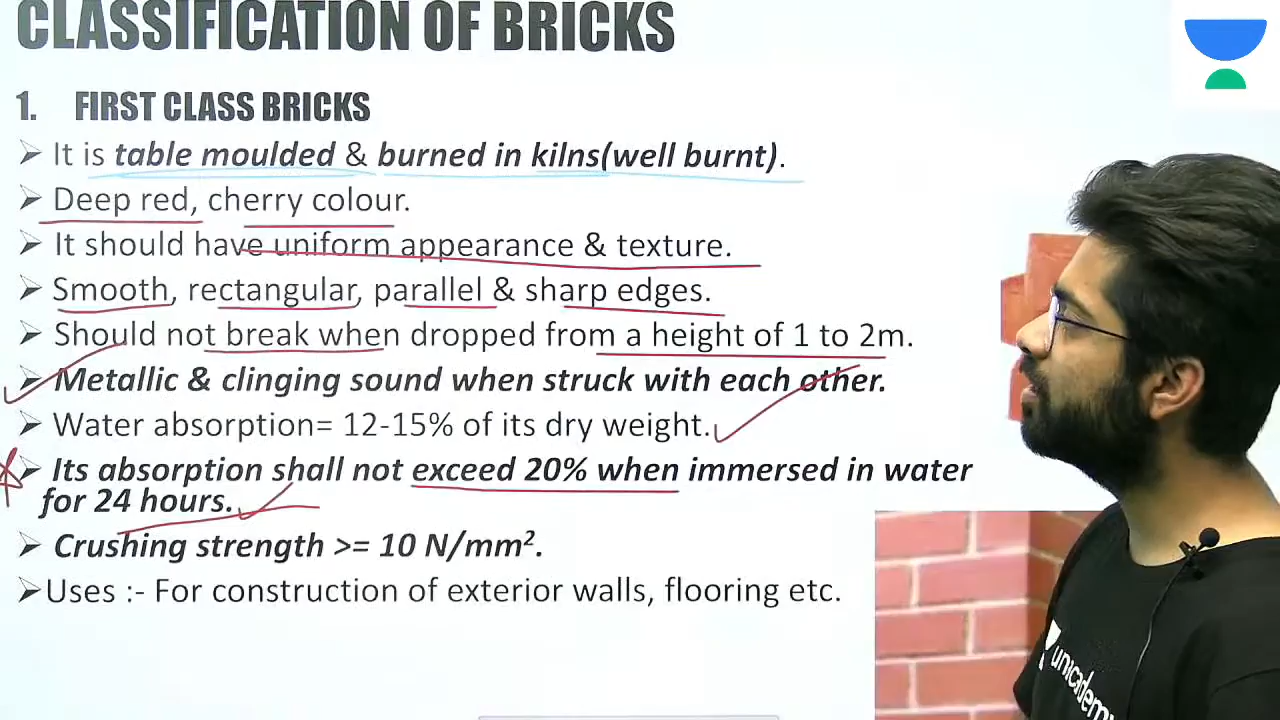 CLASSIFICATION OF BRICKS
1. FIRST CLASS BRICKS
➢ It is table moulded & burned in kilns(well burnt).
➢ Deep red, cherry colour.
➢ It should have uniform appearance & texture.
➢ Smooth, rectangular, parallel & sharp edges.
➢ Should not break when dropped from a height of 1 to 2m.
➢ Metallic & clinging sound when struck with each other.
➢ Water absorption= 12-15% of its dry weight.
➢ Its absorption shall not exceed 20% when immersed in water
for 24 hours.
➢ Crushing strength >= 10 N/mm².
➢ Uses :- For construction of exterior walls, flooring etc.
unacademy